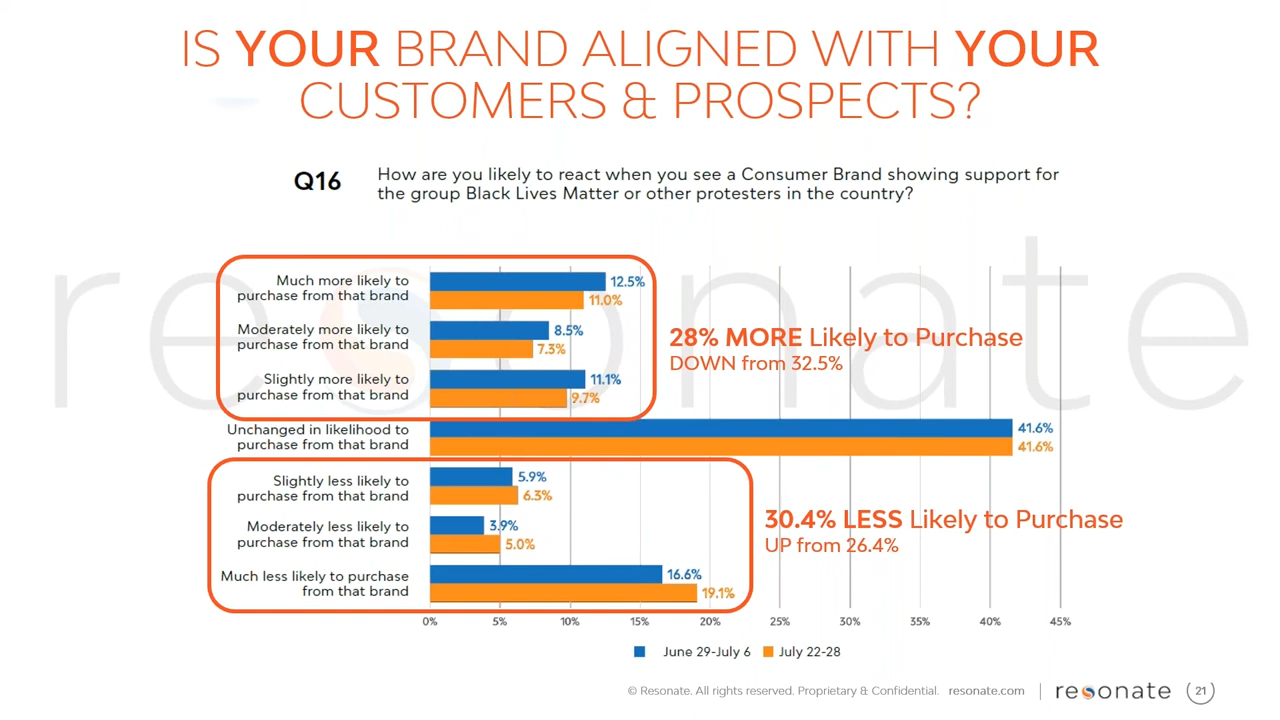 IS YOUR BRAND ALIGNED WITH YOUR
CUSTOMERS & PROSPECTS?
Q16
How are you likely to react when you see a Consumer Brand showing support for
the group Black Lives Matter or other protesters in the country?
resonate
Much more likely to
purchase from that brand
12.5%
11.0%
Moderately more likely to
purchase from that brand
8.5%
7.3%
Slightly more likely to
purchase from that brand
11.1%
9.7%
28% MORE Likely to Purchase
DOWN from 32.5%
Unchanged in likelihood to
purchase from that brand
41.6%
41.6%
Slightly less likely to
purchase from that brand
5.9%
6.3%
Moderately less likely to
purchase from that brand
3.9%
5.0%
Much less likely to purchase
from that brand
16.6%
19.1%
30.4% LESS Likely to Purchase
UP from 26.4%
0% 5% 10% 15% 20% 25% 30% 35% 40% 45%
June 29-July 6 July 22-28
© Resonate. All rights reserved. Proprietary & Confidential. resonate.com | resonate 21